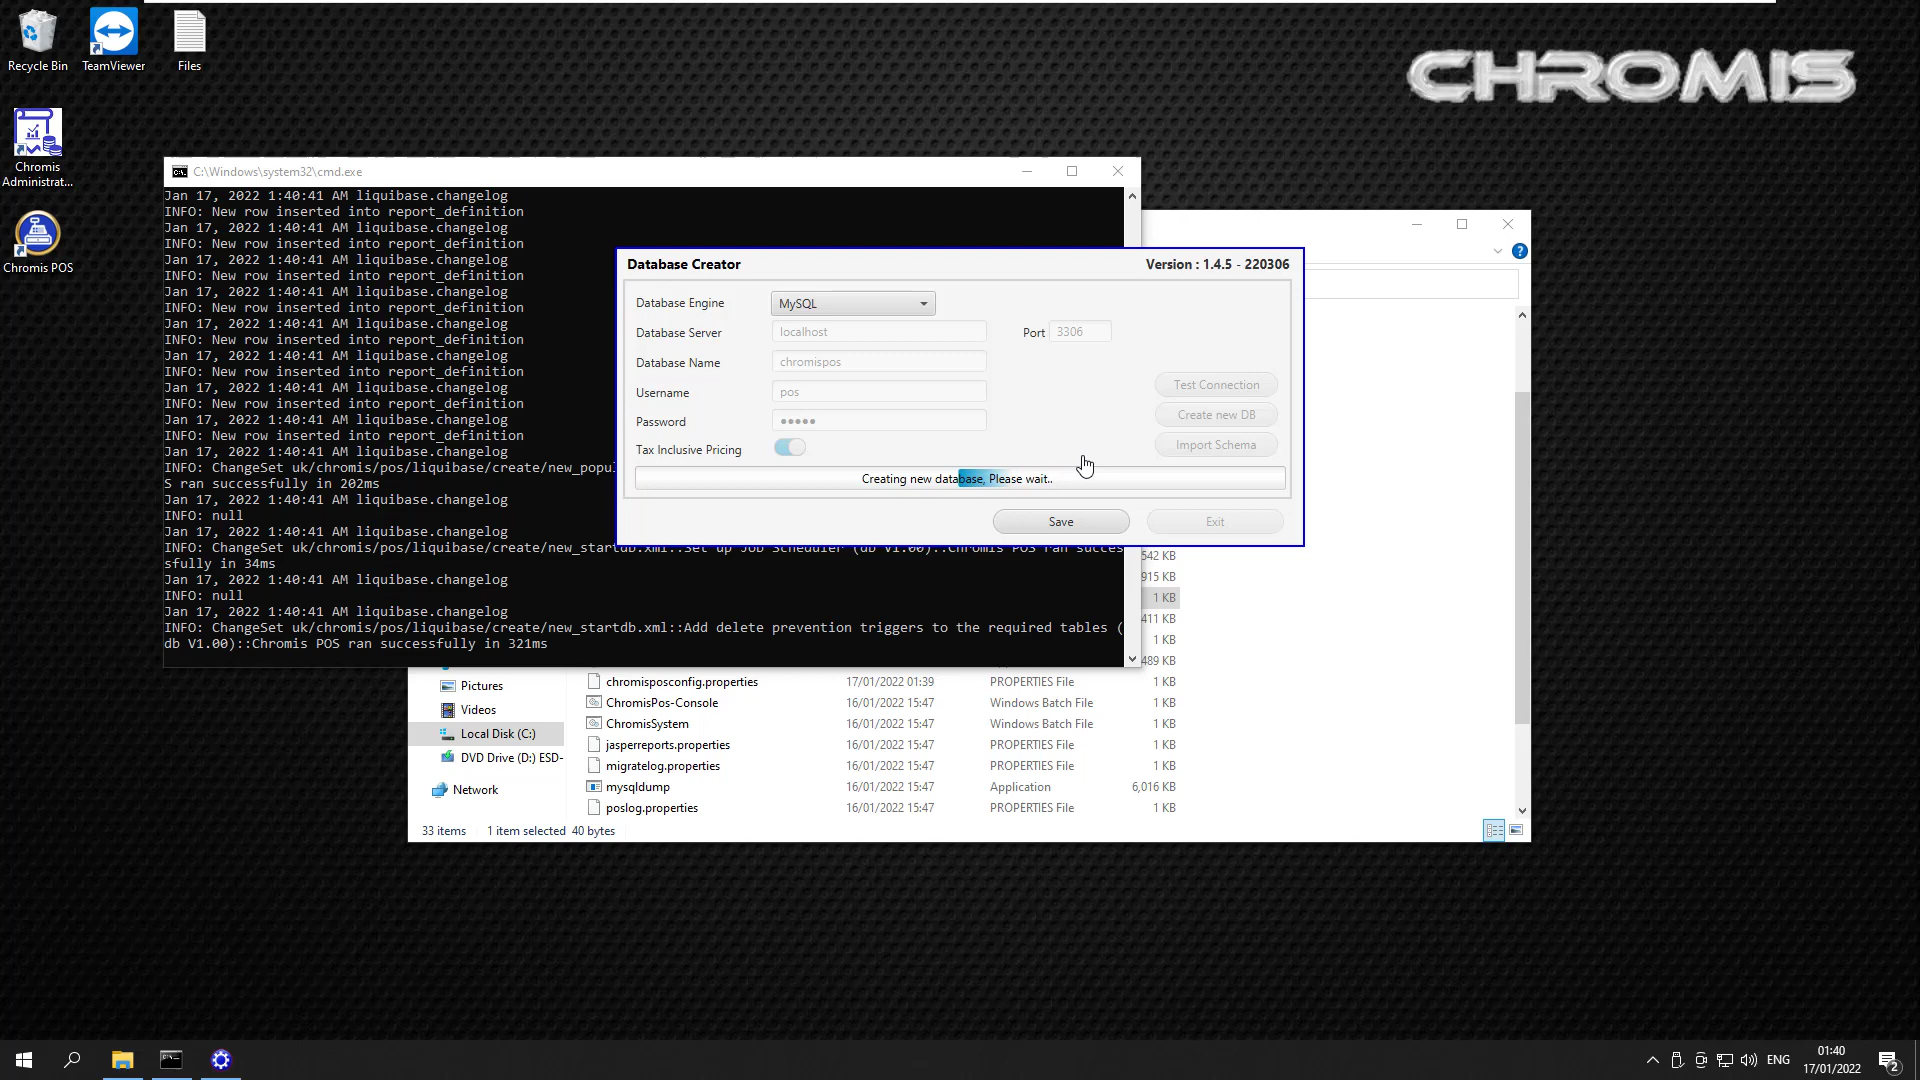 Recycle Bin
TeamViewer
Files
CHROMIS
Chromis
Administrat...
Chromis POS
C:\Windows\system32\cmd.exe
Jan 17, 2022 1:40:41 AM liquibase.changelog
INFO: New row inserted into report_definition
Jan 17, 2022 1:40:41 AM liquibase.changelog
INFO: New row inserted into report_definition
Jan 17, 2022 1:40:41 AM liquibase.changelog
INFO: New row inserted into report_definition
Jan 17, 2022 1:40:41 AM liquibase.changelog
INFO: New row inserted into report_definition
Jan 17, 2022 1:40:41 AM liquibase.changelog
INFO: New row inserted into report_definition
Jan 17, 2022 1:40:41 AM liquibase.changelog
INFO: New row inserted into report_definition
Jan 17, 2022 1:40:41 AM liquibase.changelog
INFO: New row inserted into report_definition
Jan 17, 2022 1:40:41 AM liquibase.changelog
INFO: New row inserted into report_definition
Jan 17, 2022 1:40:41 AM liquibase.changelog
INFO: ChangeSet uk/chromis/pos/liquibase/create/new_popul
S ran successfully in 202ms
Jan 17, 2022 1:40:41 AM liquibase.changelog
INFO: null
Jan 17, 2022 1:40:41 AM liquibase.changelog
INFO: ChangeSet uk/chromis/pos/liquibase/create/new_startdb.xml::Set up Job Scheduler (db V1.00)::Chromis POS ran succes
sfully in 34ms
Jan 17, 2022 1:40:41 AM liquibase.changelog
INFO: null
Jan 17, 2022 1:40:41 AM liquibase.changelog
INFO: ChangeSet uk/chromis/pos/liquibase/create/new_startdb.xml::Add delete prevention triggers to the required tables (
db V1.00)::Chromis POS ran successfully in 321ms
Database Creator
Version : 1.4.5 - 220306
Database Engine MySQL
Database Server localhost Port 3306
Database Name chromispos
Username pos
Password •••••
Tax Inclusive Pricing
Test Connection
Create new DB
Import Schema
Creating new database, Please wait..
Save Exit
542 KB
915 KB
1 KB
411 KB
1 KB
489 KB
Pictures
Videos
Local Disk (C:)
DVD Drive (D:) ESD-
Network
chromisposconfig.properties 17/01/2022 01:39 PROPERTIES File 1 KB
ChromisPos-Console 16/01/2022 15:47 Windows Batch File 1 KB
ChromisSystem 16/01/2022 15:47 Windows Batch File 1 KB
jasperreports.properties 16/01/2022 15:47 PROPERTIES File 1 KB
migratelog.properties 16/01/2022 15:47 PROPERTIES File 1 KB
mysqldump 16/01/2022 15:47 Application 6,016 KB
poslog.properties 16/01/2022 15:47 PROPERTIES File 1 KB
33 items 1 item selected 40 bytes
ENG
01:40
17/01/2022
2